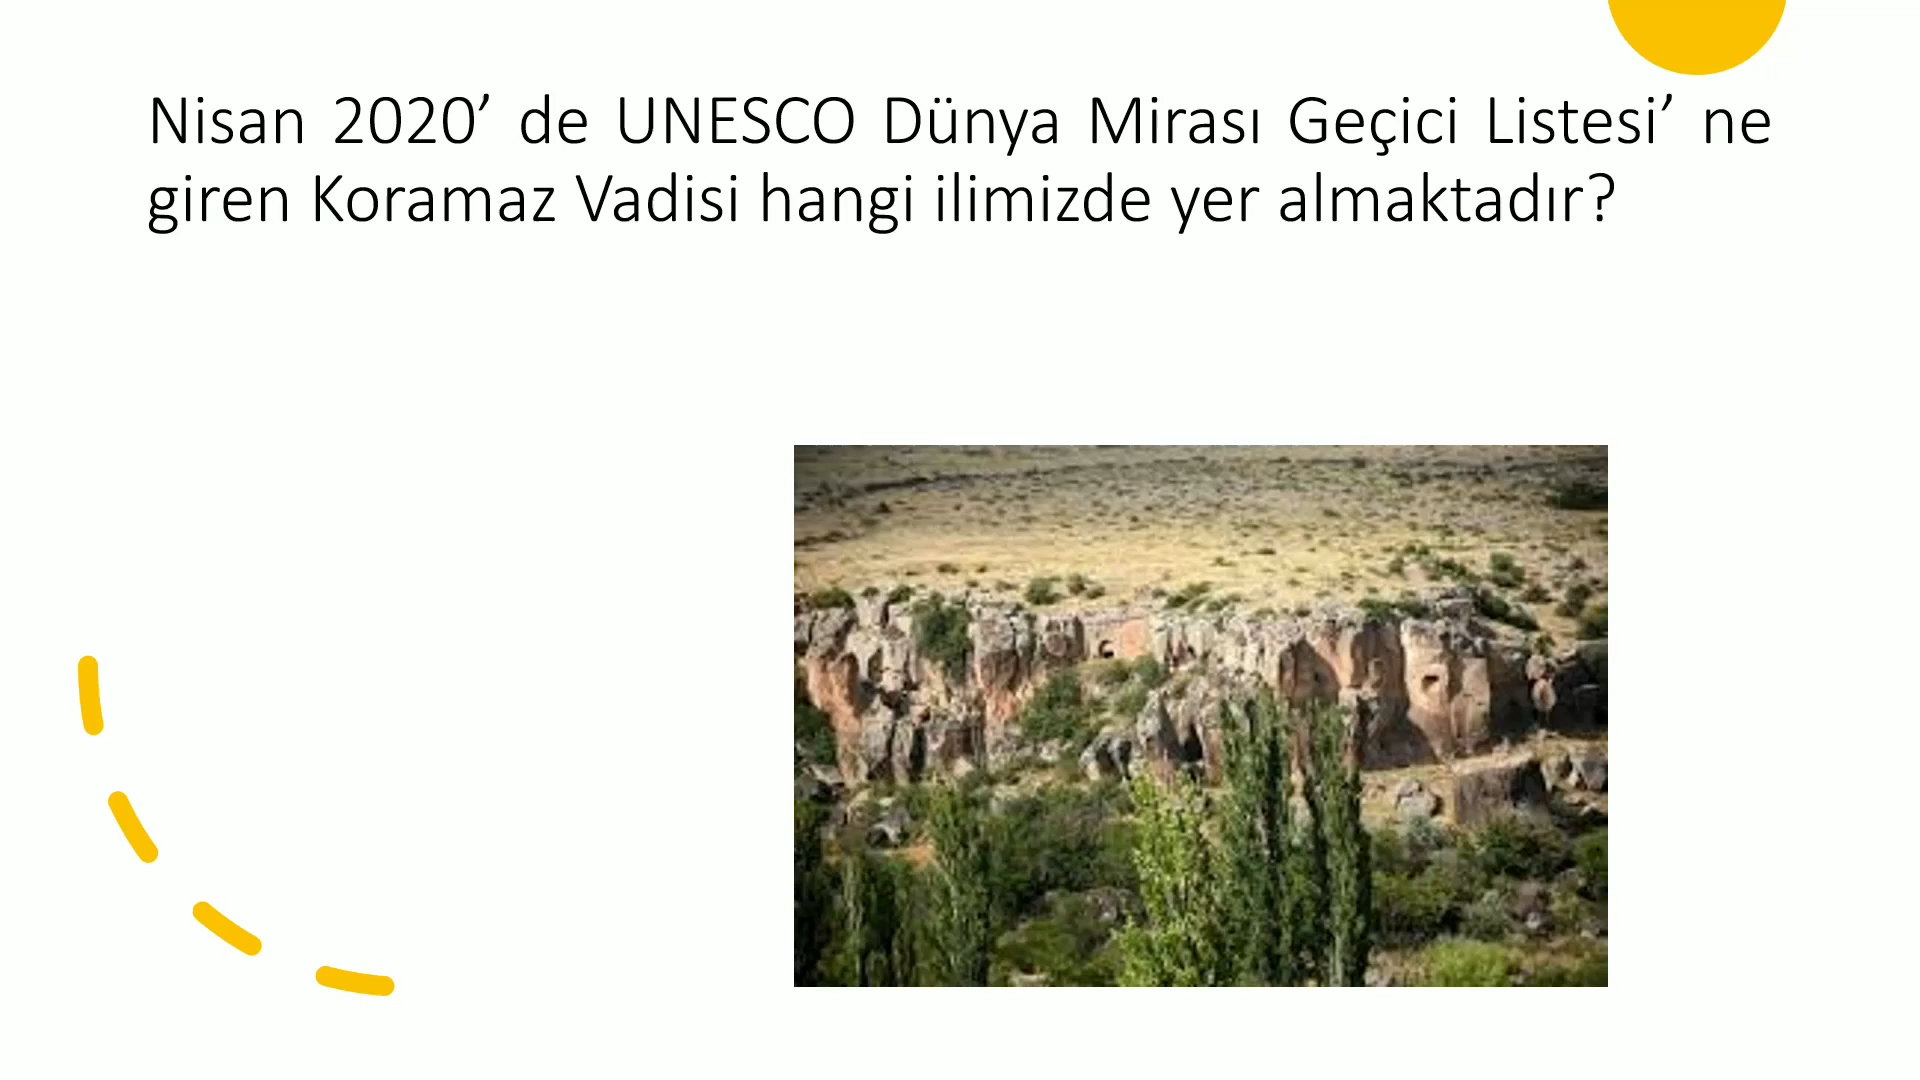 Nisan 2020’ de UNESCO Dünya Mirası Geçici Listesi’ ne
giren Koramaz Vadisi hangi ilimizde yer almaktadır?